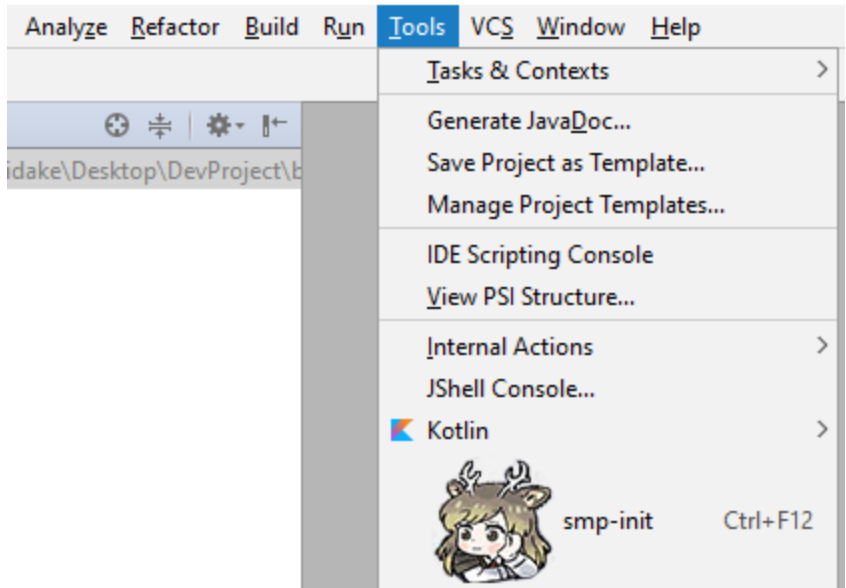 Analyze Refactor Build Run Tools VCS Window Help
Tasks & Contexts
Generate JavaDoc...
idake\Desktop\DevProject\b
Save Project as Template...
Manage Project Templates...
IDE Scripting Console
View PSI Structure...
Internal Actions
JShell Console...
Kotlin
smp-init Ctrl+F12